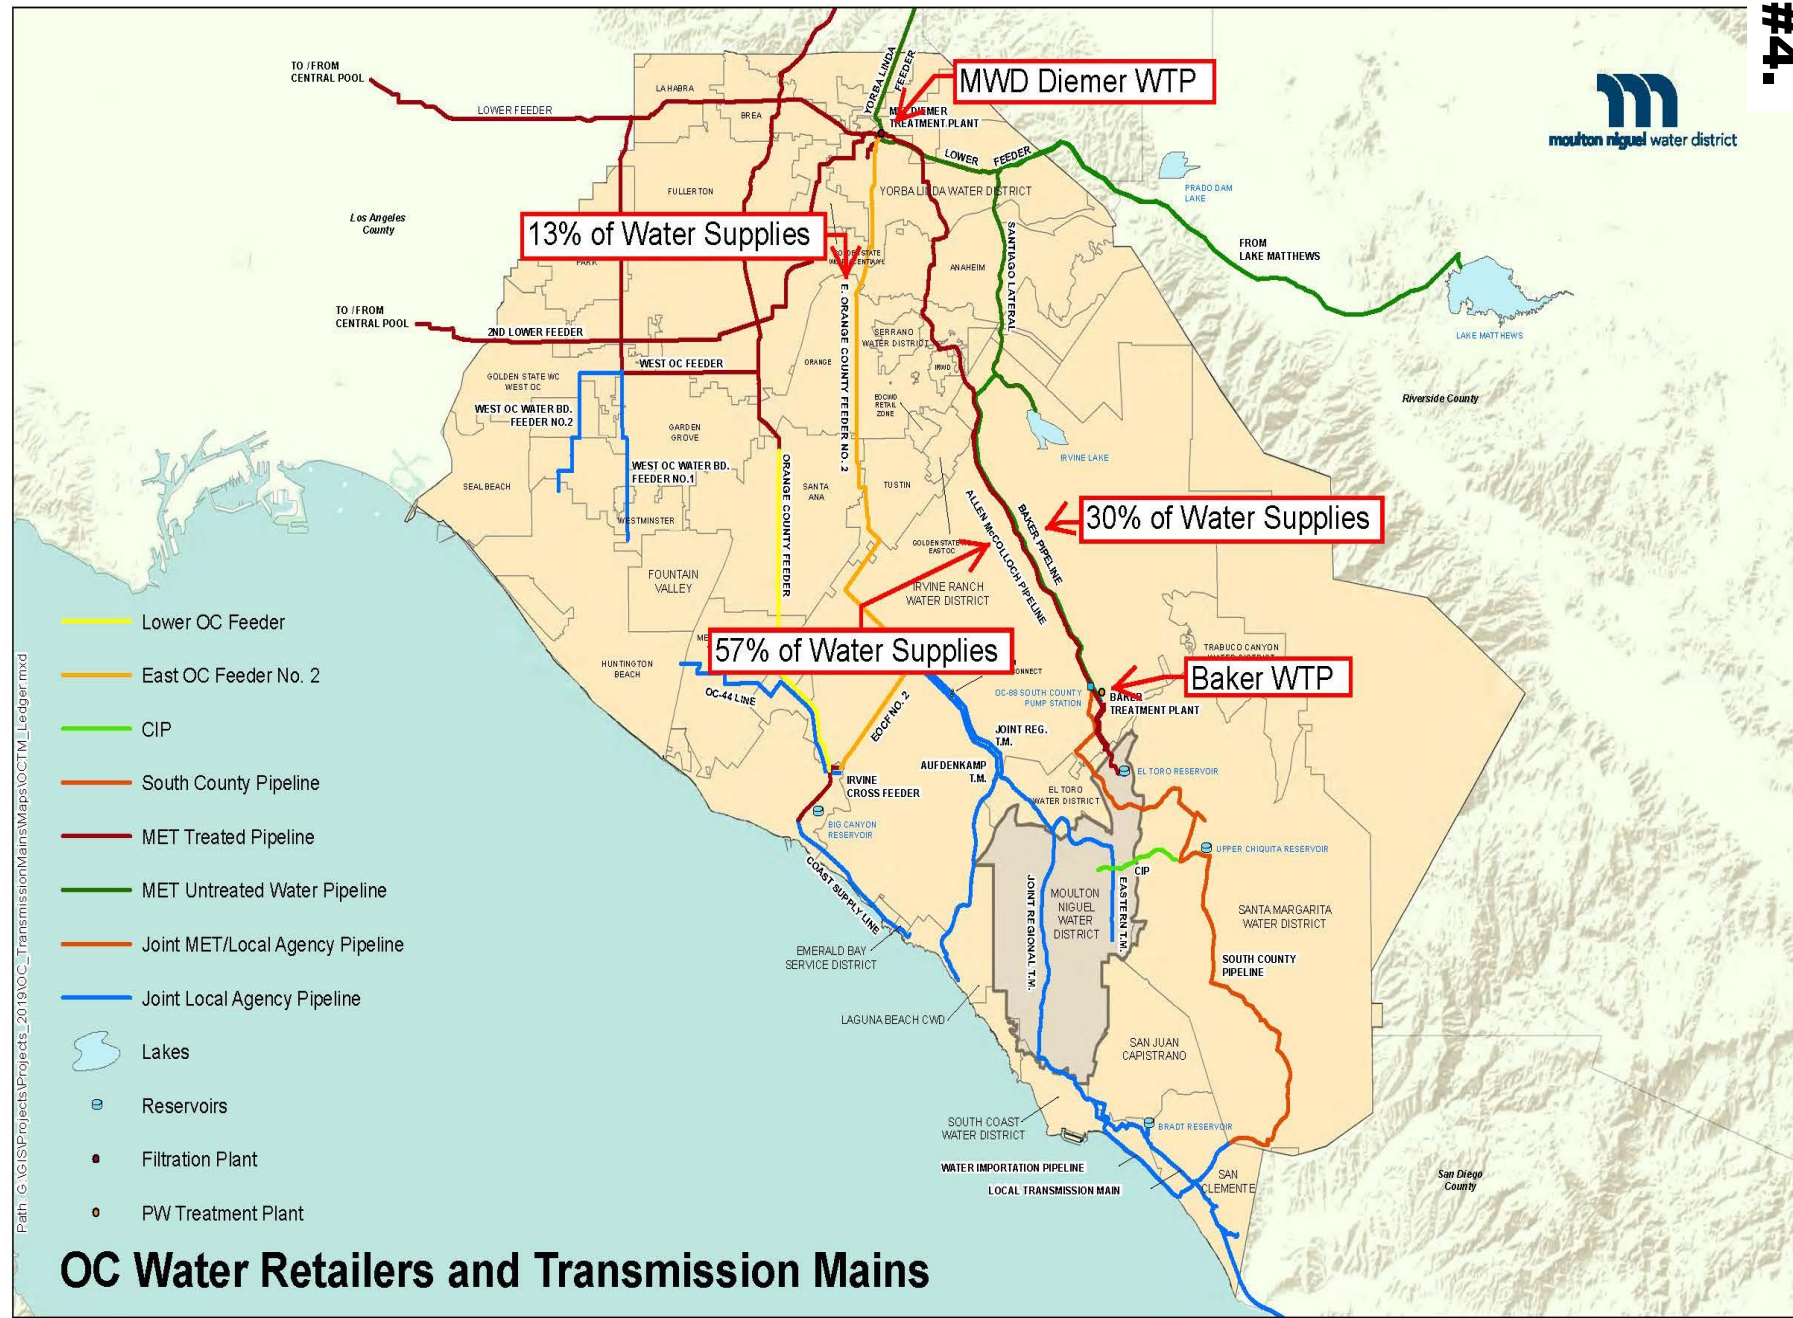 #4.
moulton niguel water district
MWD Diemer WTP
YORBA LINDA
FEEDER
TREATMENT PLANT
TO / FROM
CENTRAL POOL
LOWER FEEDER
LA HABRA
BREA
FULLERTON
LOWER FEEDER
YORBA LINDA WATER DISTRICT
PRADO DAM
LAKE
Los Angeles
County
13% of Water Supplies
PARK
ANAHEIM
SANTIAGO LATERAL
FROM
LAKE MATTHEWS
LAKE MATTHEWS
TO / FROM
CENTRAL POOL
2ND LOWER FEEDER
E. ORANGE COUNTY FEEDER NO. 2
SERRANO
WATER DISTRICT
ORANGE
IRWD
WEST OC FEEDER
GOLDEN STATE WC
WEST OC
EOCWD
RETAIL
ZONE
Riverside County
WEST OC WATER BD.
FEEDER NO.2
GARDEN
GROVE
IRVINE LAKE
WEST OC WATER BD.
FEEDER NO.1
ORANGE COUNTY FEEDER
SEAL BEACH
SANTA
ANA
TUSTIN
WESTMINSTER
ALLEN McCOLLOCH PIPELINE
BAKER PIPELINE
30% of Water Supplies
GOLDEN STATE
EAST OC
FOUNTAIN
VALLEY
IRVINE RANCH
WATER DISTRICT
57% of Water Supplies
HUNTINGTON
BEACH
OC-44 LINE
EOCF NO. 2
TRABUCO CANYON
Baker WTP
OC-88 SOUTH COUNTY
PUMP STATION
BAKER
TREATMENT PLANT
JOINT REG.
T.M.
AUFDENKAMP
T.M.
IRVINE
CROSS FEEDER
EL TORO RESERVOIR
EL TORO
WATER DISTRICT
BIG CANYON
RESERVOIR
UPPER CHIQUITA RESERVOIR
COAST SUPPLY LINE
CIP
JOINT REGIONAL T.M.
MOULTON
NIGUEL
WATER
DISTRICT
EASTERN T.M.
SANTA MARGARITA
WATER DISTRICT
EMERALD BAY
SERVICE DISTRICT
SOUTH COUNTY
PIPELINE
LAGUNA BEACH CWD
SAN JUAN
CAPISTRANO
SOUTH COAST
WATER DISTRICT
BRADT RESERVOIR
WATER IMPORTATION PIPELINE
LOCAL TRANSMISSION MAIN
SAN
CLEMENTE
San Diego
County
Lower OC Feeder
East OC Feeder No. 2
CIP
South County Pipeline
MET Treated Pipeline
MET Untreated Water Pipeline
Joint MET/Local Agency Pipeline
Joint Local Agency Pipeline
Lakes
Reservoirs
Filtration Plant
PW Treatment Plant
OC Water Retailers and Transmission Mains
Path: G:\GIS\Projects\Projects_2019\OC_TransmissionMains\Maps\OCTM_Ledger.mxd